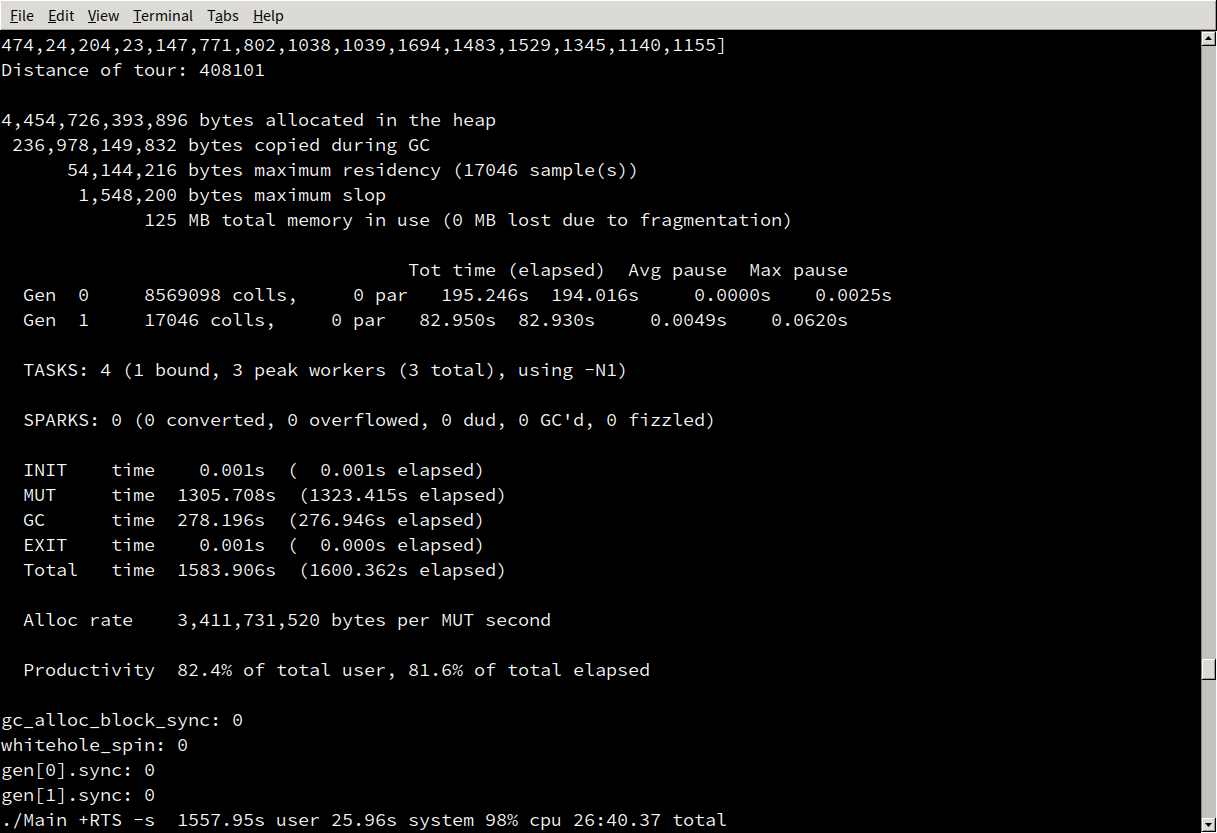 File Edit View Terminal Tabs Help
474,24,204,23,147,771,802,1038,1039,1694,1483,1529,1345,1140,1155]
Distance of tour: 408101
4,454,726,393,896 bytes allocated in the heap
236,978,149,832 bytes copied during GC
54,144,216 bytes maximum residency (17046 sample(s))
1,548,200 bytes maximum slop
125 MB total memory in use (0 MB lost due to fragmentation)
Tot time (elapsed) Avg pause Max pause
Gen 0 8569098 colls, 0 par 195.246s 194.016s 0.0000s 0.0025s
Gen 1 17046 colls, 0 par 82.950s 82.930s 0.0049s 0.0620s
TASKS: 4 (1 bound, 3 peak workers (3 total), using -N1)
SPARKS: 0 (0 converted, 0 overflowed, 0 dud, 0 GC'd, 0 fizzled)
INIT time 0.001s ( 0.001s elapsed)
MUT time 1305.708s (1323.415s elapsed)
GC time 278.196s (276.946s elapsed)
EXIT time 0.001s ( 0.000s elapsed)
Total time 1583.906s (1600.362s elapsed)
Alloc rate 3,411,731,520 bytes per MUT second
Productivity 82.4% of total user, 81.6% of total elapsed
gc_alloc_block_sync: 0
whitehole_spin: 0
gen[0].sync: 0
gen[1].sync: 0
./Main +RTS -s 1557.95s user 25.96s system 98% cpu 26:40.37 total